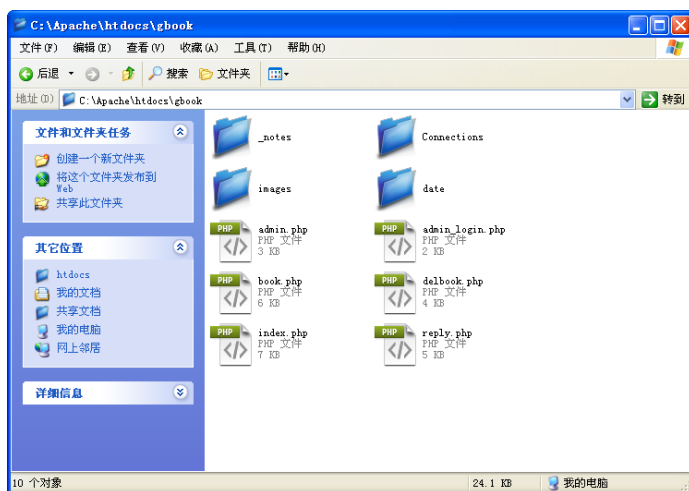 C:\Apache\htdocs\gbook
文件(F) 编辑(E) 查看(V) 收藏(A) 工具(T) 帮助(H)
后退 搜索 文件夹
地址(D) C:\Apache\htdocs\gbook 转到
文件和文件夹任务
创建一个新文件夹
将这个文件夹发布到
Web
共享此文件夹
其它位置
htdocs
我的文档
共享文档
我的电脑
网上邻居
详细信息
_notes Connections
images date
PHP admin.php PHP admin_login.php
PHP 文件 PHP 文件
3 KB 2 KB
PHP book.php PHP delbook.php
PHP 文件 PHP 文件
6 KB 4 KB
PHP index.php PHP reply.php
PHP 文件 PHP 文件
7 KB 5 KB
10 个对象 24.1 KB 我的电脑